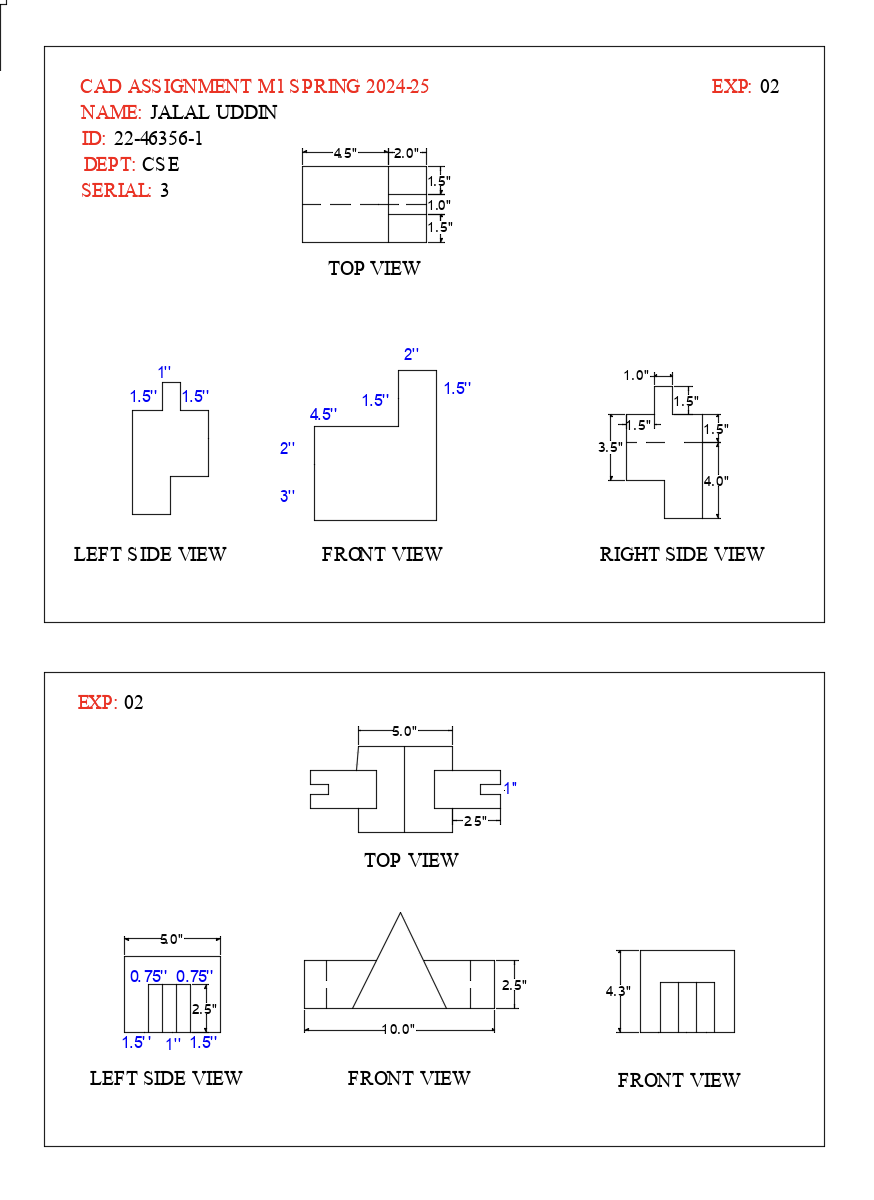 CAD ASSIGNMENT M1 SPRING 2024-25
EXP: 02
NAME: JALAL UDDIN
ID: 22-46356-1
DEPT: CSE
SERIAL: 3
4.5" 2.0"
1.5"
1.0"
1.5"
TOP VIEW
1''
1.5'' 1.5''
LEFT SIDE VIEW
2''
1.5'' 1.5''
4.5''
2''
3''
FRONT VIEW
1.0"
1.5"
1.5" 1.5"
3.5"
4.0"
RIGHT SIDE VIEW
EXP: 02
5.0"
1"
2.5"
TOP VIEW
5.0"
0.75'' 0.75''
2.5"
1.5'' 1'' 1.5''
LEFT SIDE VIEW
2.5"
10.0"
FRONT VIEW
4.3"
FRONT VIEW